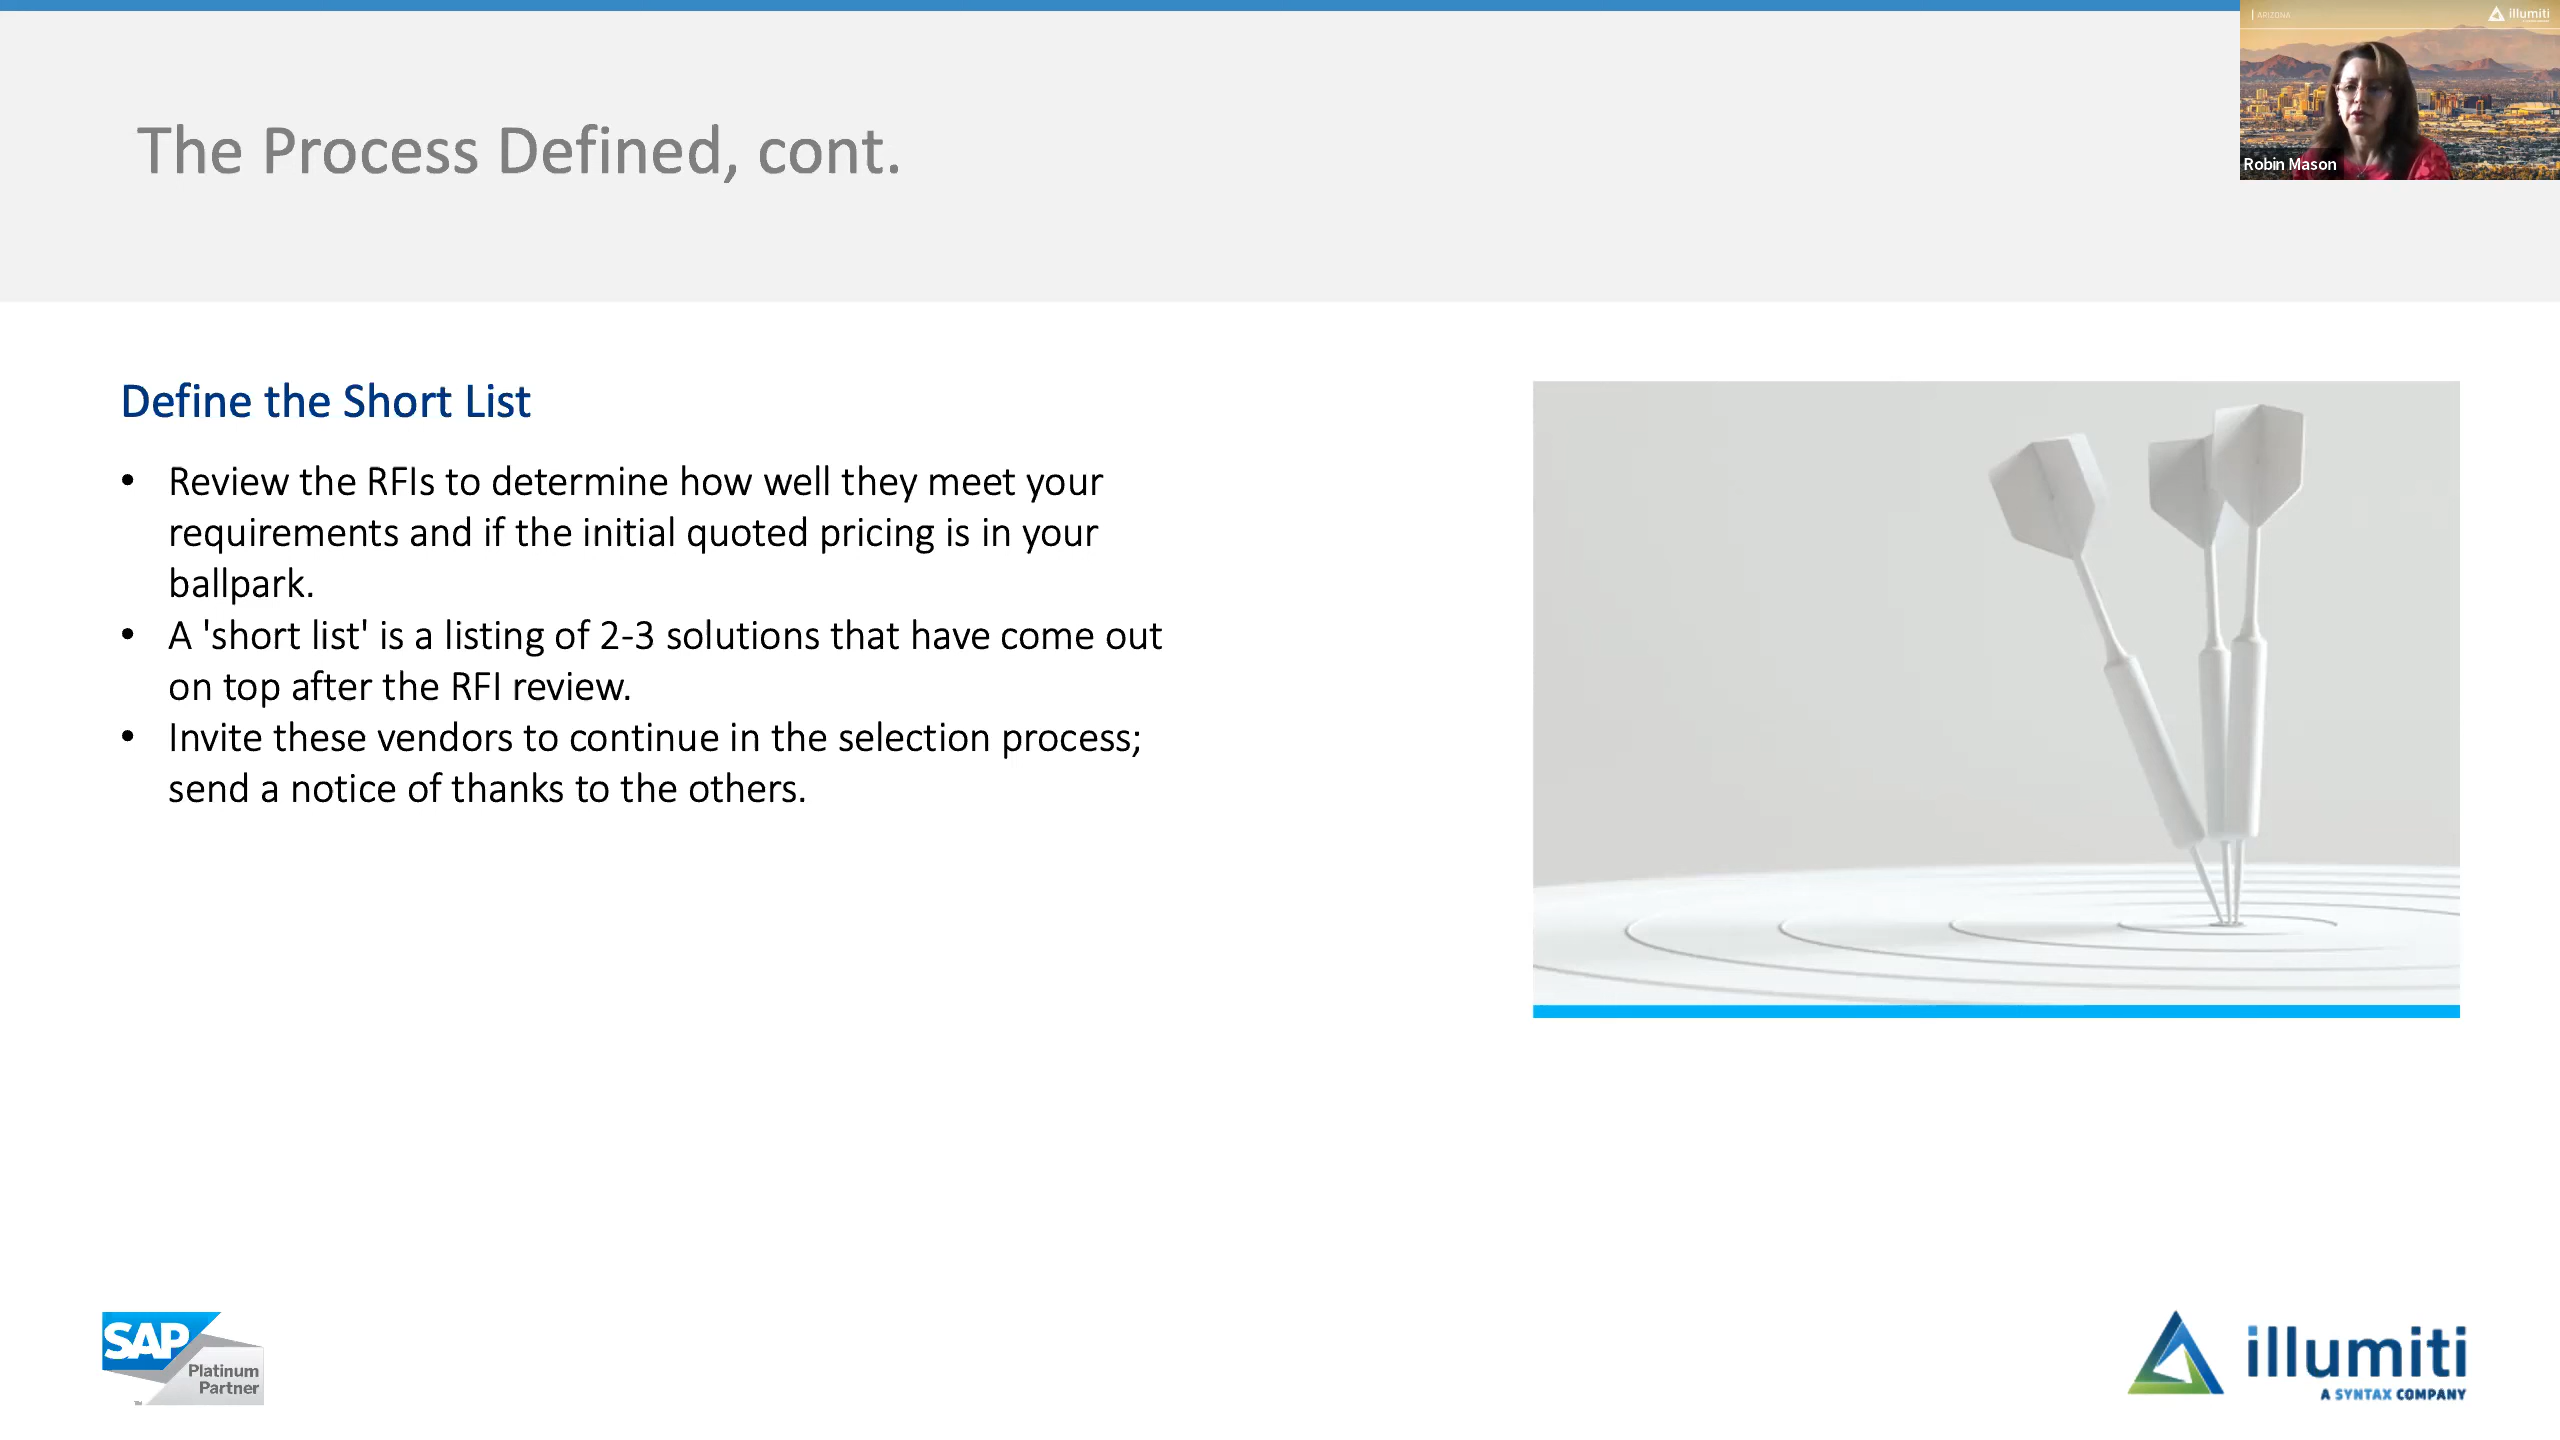 The Process Defined, cont.
| ARIZONA
illumiti
Robin Mason
Define the Short List
• Review the RFIs to determine how well they meet your
requirements and if the initial quoted pricing is in your
ballpark.
• A 'short list' is a listing of 2-3 solutions that have come out
on top after the RFI review.
• Invite these vendors to continue in the selection process;
send a notice of thanks to the others.
SAP
Platinum
Partner
illumiti
A SYNTAX COMPANY